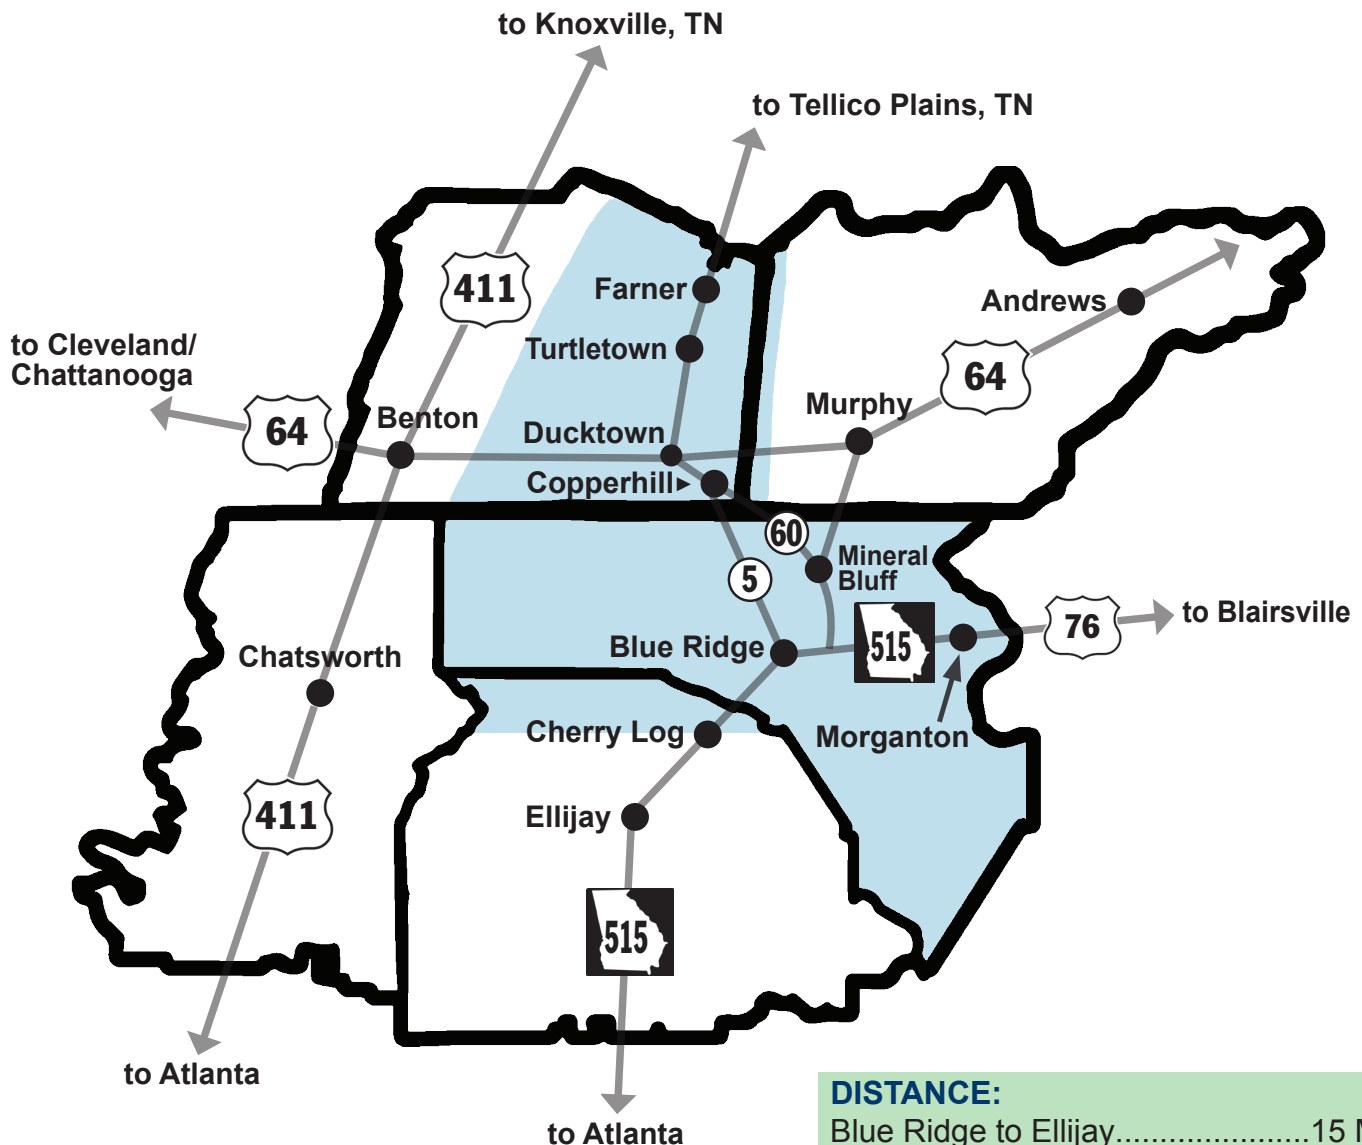 to Knoxville, TN
to Tellico Plains, TN
411
Farner
Andrews
to Cleveland/
Chattanooga
Turtletown
64
Murphy
Benton
64
Ducktown
Copperhill
60
Mineral
Bluff
5
to Blairsville
76
515
Blue Ridge
Chatsworth
Cherry Log
Morganton
411
Ellijay
515
to Atlanta
to Atlanta
DISTANCE:
Blue Ridge to Ellijay......................15 M